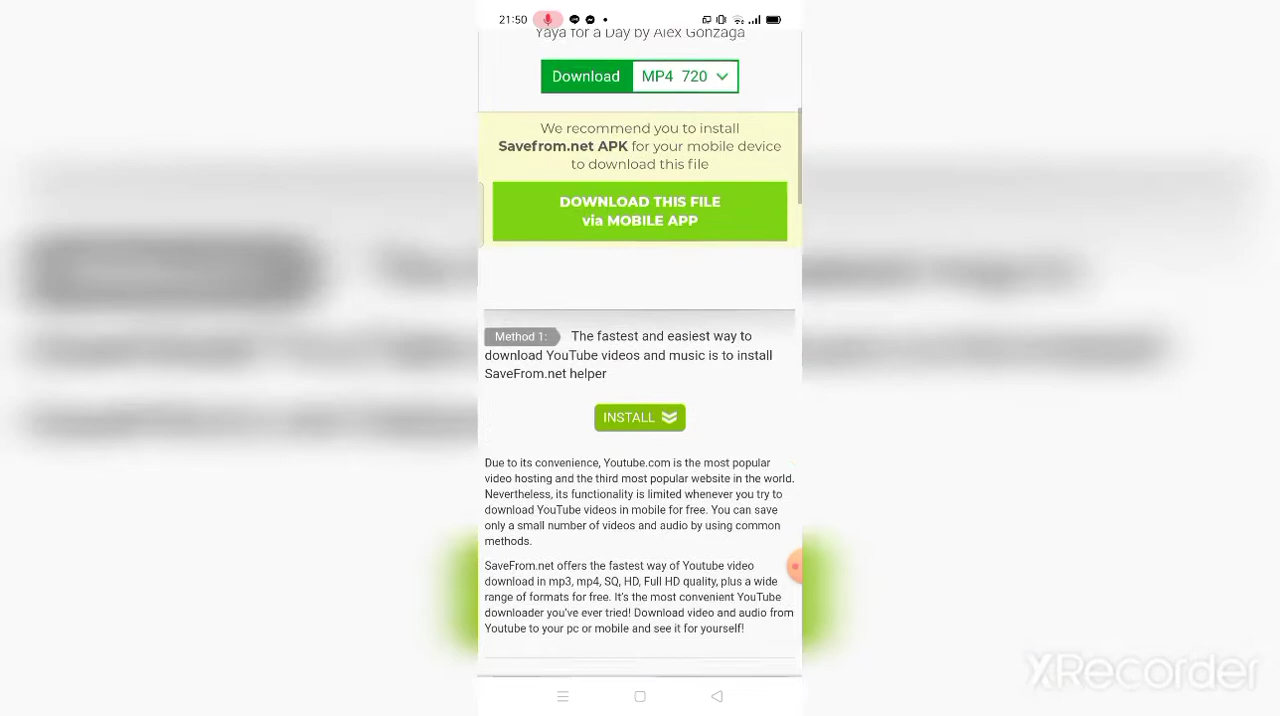 21:50
Yaya for a Day by Alex Gonzaga
Download MP4 720
We recommend you to install
Savefrom.net APK for your mobile device
to download this file
DOWNLOAD THIS FILE
via MOBILE APP
Method 1: The fastest and easiest way to
download YouTube videos and music is to install
SaveFrom.net helper
INSTALL
Due to its convenience, Youtube.com is the most popular
video hosting and the third most popular website in the world.
Nevertheless, its functionality is limited whenever you try to
download YouTube videos in mobile for free. You can save
only a small number of videos and audio by using common
methods.
SaveFrom.net offers the fastest way of Youtube video
download in mp3, mp4, SQ, HD, Full HD quality, plus a wide
range of formats for free. It's the most convenient YouTube
downloader you've ever tried! Download video and audio from
Youtube to your pc or mobile and see it for yourself!
XRecorder